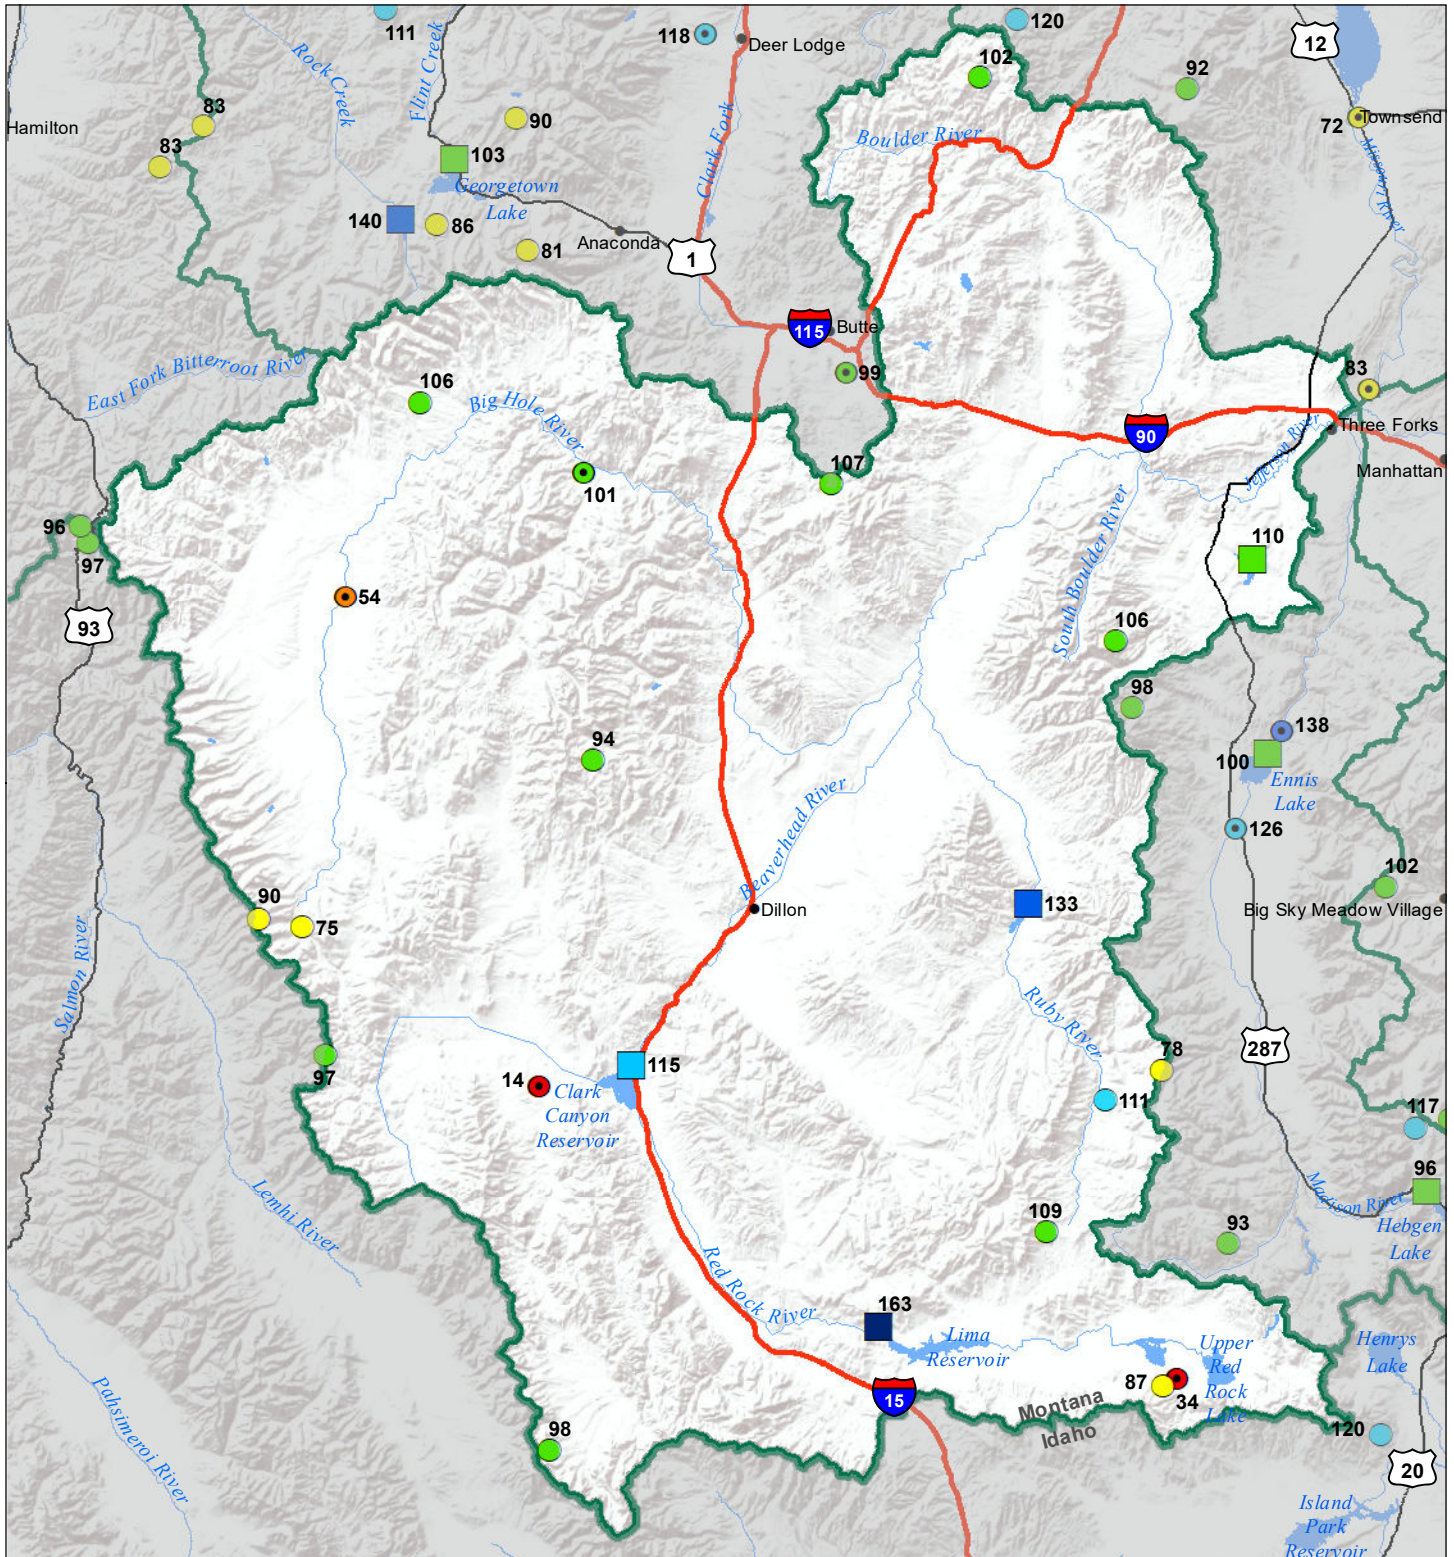 111
118
Deer Lodge
120
12
102
92
Rock Creek
Flint Creek
Hamilton
83
90
Clark Fork
Boulder River
72
Townsend
83
103
Georgetown
Lake
Missouri River
140
86
81
Anaconda
1
115
Butte
East Fork Bitterroot River
99
83
106
Big Hole River
90
Three Forks
Jefferson River
107
Manhattan
101
96
97
110
South Boulder River
54
93
106
98
138
94
100
Ennis
Lake
Beaverhead River
126
102
90
75
Dillon
133
Big Sky Meadow Village
Salmon River
Ruby River
287
97
115
78
14
Clark
Canyon
Reservoir
111
117
Lemhi River
96
Madison River
109
93
Hebgen
Lake
Red Rock River
163
Lima
Reservoir
Upper
Red
Rock
Lake
Henrys
Lake
87
34
15
Montana
Idaho
Pahsimeroi River
98
120
20
Island
Park
Reservoir